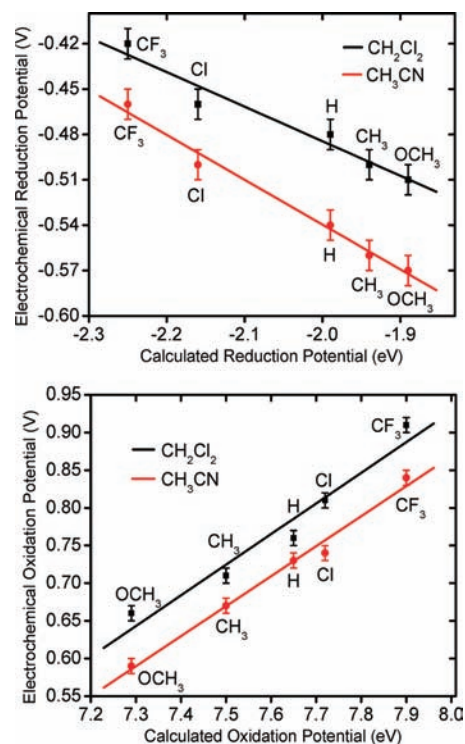 Electrochemical Reduction Potential (V)
-0.42
-0.45
-0.48
-0.51
-0.54
-0.57
-0.60
CF₃
Cl
H
CH₃
OCH₃
CH₂Cl₂
CH₃CN
CF₃
Cl
H
CH₃
OCH₃
-2.3 -2.2 -2.1 -2.0 -1.9
Calculated Reduction Potential (eV)
Electrochemical Oxidation Potential (V)
0.95
0.90
0.85
0.80
0.75
0.70
0.65
0.60
0.55
CH₂Cl₂
CH₃CN
CF₃
Cl
H
CH₃
OCH₃
CF₃
Cl
H
CH₃
OCH₃
7.2 7.3 7.4 7.5 7.6 7.7 7.8 7.9 8.0
Calculated Oxidation Potential (eV)